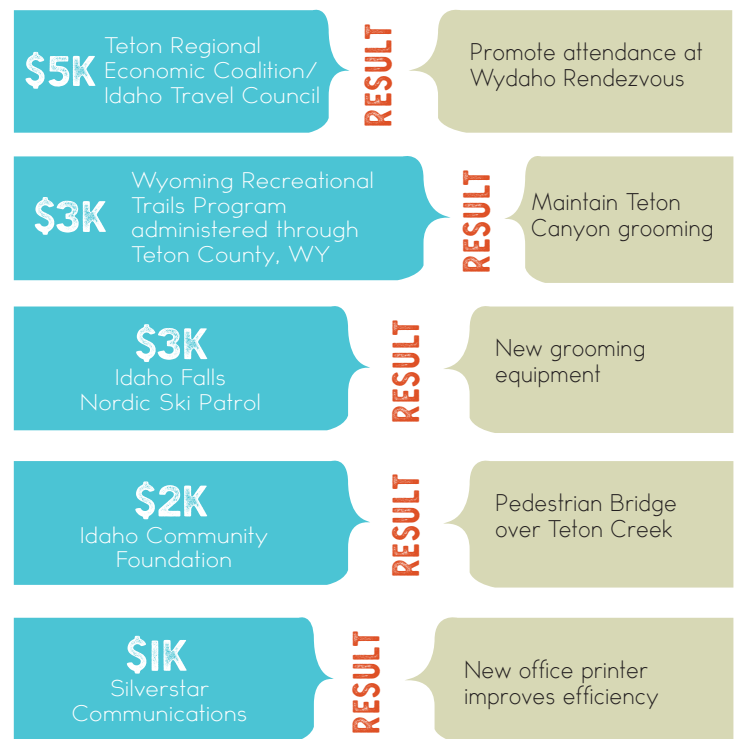 $5K
Teton Regional
Economic Coalition/
Idaho Travel Council
RESULT
Promote attendance at
Wydaho Rendezvous
$3K
Wyoming Recreational
Trails Program
administered through
Teton County, WY
RESULT
Maintain Teton
Canyon grooming
$3K
Idaho Falls
Nordic Ski Patrol
RESULT
New grooming
equipment
$2K
Idaho Community
Foundation
RESULT
Pedestrian Bridge
over Teton Creek
$1K
Silverstar
Communications
RESULT
New office printer
improves efficiency